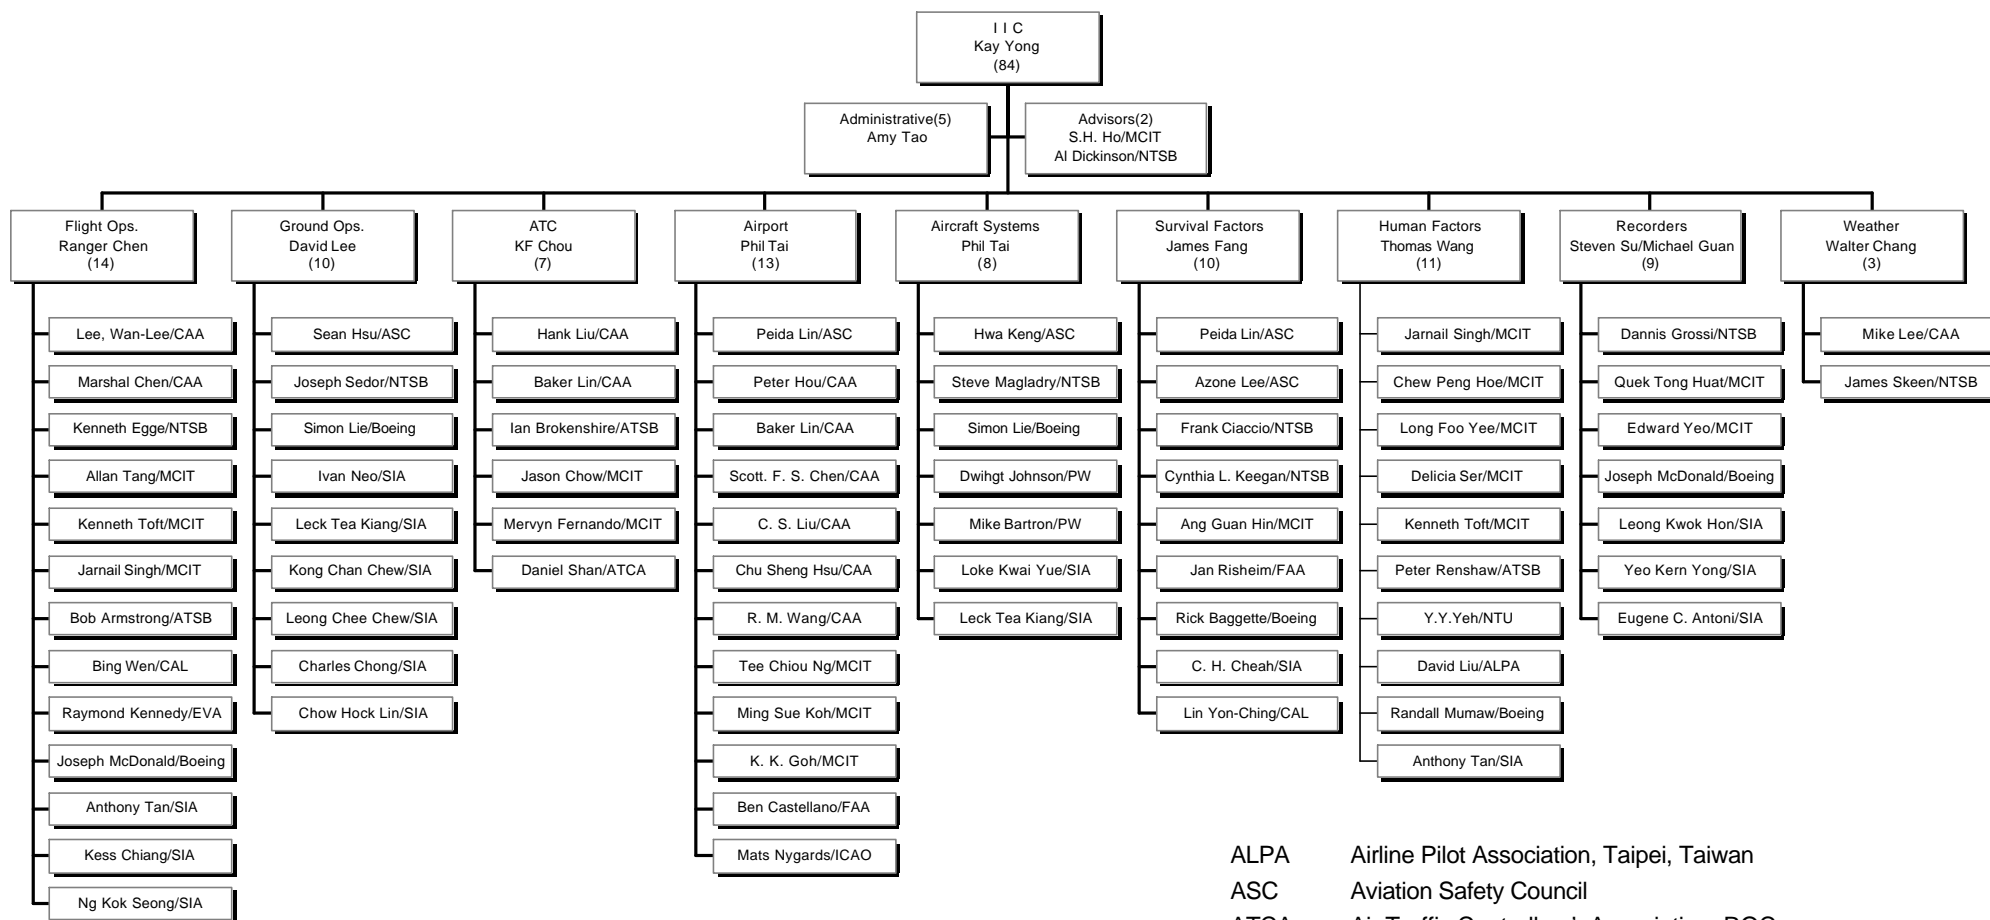 I I C
Kay Yong
(84)
Administrative(5)
Amy Tao
Advisors(2)
S.H. Ho/MCIT
Al Dickinson/NTSB
Flight Ops.
Ranger Chen
(14)
Lee, Wan-Lee/CAA
Marshal Chen/CAA
Kenneth Egge/NTSB
Allan Tang/MCIT
Kenneth Toft/MCIT
Jarnail Singh/MCIT
Bob Armstrong/ATSB
Bing Wen/CAL
Raymond Kennedy/EVA
Joseph McDonald/Boeing
Anthony Tan/SIA
Kess Chiang/SIA
Ng Kok Seong/SIA
Ground Ops.
David Lee
(10)
Sean Hsu/ASC
Joseph Sedor/NTSB
Simon Lie/Boeing
Ivan Neo/SIA
Leck Tea Kiang/SIA
Kong Chan Chew/SIA
Leong Chee Chew/SIA
Charles Chong/SIA
Chow Hock Lin/SIA
ATC
KF Chou
(7)
Hank Liu/CAA
Baker Lin/CAA
Ian Brokenshire/ATSB
Jason Chow/MCIT
Mervyn Fernando/MCIT
Daniel Shan/ATCA
Airport
Phil Tai
(13)
Peida Lin/ASC
Peter Hou/CAA
Baker Lin/CAA
Scott. F. S. Chen/CAA
C. S. Liu/CAA
Chu Sheng Hsu/CAA
R. M. Wang/CAA
Tee Chiou Ng/MCIT
Ming Sue Koh/MCIT
K. K. Goh/MCIT
Ben Castellano/FAA
Mats Nygards/ICAO
Aircraft Systems
Phil Tai
(8)
Hwa Keng/ASC
Steve Magladry/NTSB
Simon Lie/Boeing
Dwihgt Johnson/PW
Mike Bartron/PW
Loke Kwai Yue/SIA
Leck Tea Kiang/SIA
Survival Factors
James Fang
(10)
Peida Lin/ASC
Azone Lee/ASC
Frank Ciaccio/NTSB
Cynthia L. Keegan/NTSB
Ang Guan Hin/MCIT
Jan Risheim/FAA
Rick Baggette/Boeing
C. H. Cheah/SIA
Lin Yon-Ching/CAL
Human Factors
Thomas Wang
(11)
Jarnail Singh/MCIT
Chew Peng Hoe/MCIT
Long Foo Yee/MCIT
Delicia Ser/MCIT
Kenneth Toft/MCIT
Peter Renshaw/ATSB
Y.Y.Yeh/NTU
David Liu/ALPA
Randall Mumaw/Boeing
Anthony Tan/SIA
Recorders
Steven Su/Michael Guan
(9)
Dannis Grossi/NTSB
Quek Tong Huat/MCIT
Edward Yeo/MCIT
Joseph McDonald/Boeing
Leong Kwok Hon/SIA
Yeo Kern Yong/SIA
Eugene C. Antoni/SIA
Weather
Walter Chang
(3)
Mike Lee/CAA
James Skeen/NTSB
ALPA Airline Pilot Association, Taipei, Taiwan
ASC Aviation Safety Council